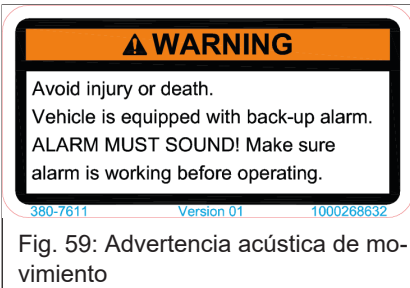 WARNING
Avoid injury or death.
Vehicle is equipped with back-up alarm.
ALARM MUST SOUND! Make sure
alarm is working before operating.
380-7611 Version 01 1000268632
Fig. 59: Advertencia acústica de mo-
vimiento